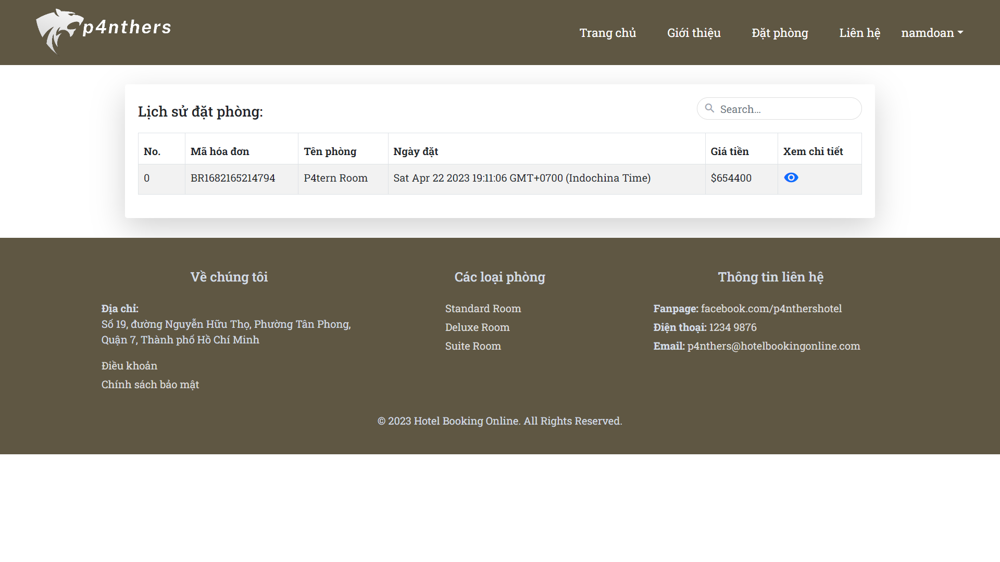 p4nthers
Trang chủ Giới thiệu Đặt phòng Liên hệ namdoan
Lịch sử đặt phòng:
Search...
No. Mã hóa đơn Tên phòng Ngày đặt Giá tiền Xem chi tiết
0 BR1682165214794 P4tern Room Sat Apr 22 2023 19:11:06 GMT+0700 (Indochina Time) $654400
Về chúng tôi
Địa chỉ:
Số 19, đường Nguyễn Hữu Thọ, Phường Tân Phong,
Quận 7, Thành phố Hồ Chí Minh
Điều khoản
Chính sách bảo mật
Các loại phòng
Standard Room
Deluxe Room
Suite Room
Thông tin liên hệ
Fanpage: facebook.com/p4nthershotel
Điện thoại: 1234 9876
Email: p4nthers@hotelbookingonline.com
© 2023 Hotel Booking Online. All Rights Reserved.